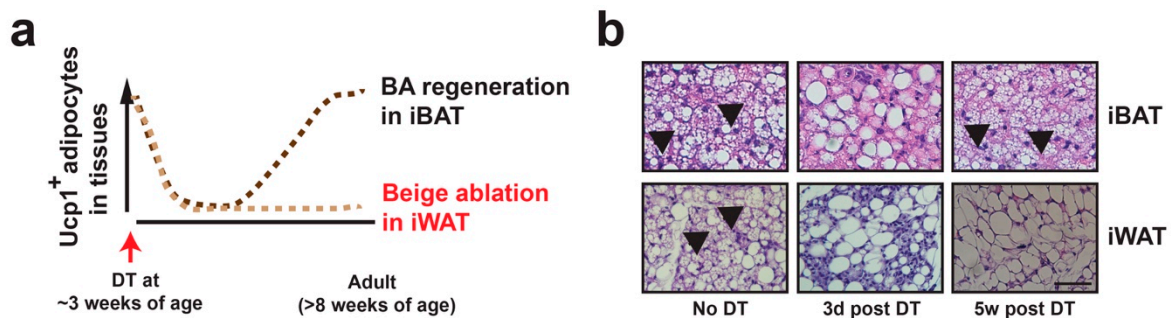 a
Ucp1+ adipocytes
in tissues
BA regeneration
in iBAT
Beige ablation
in iWAT
DT at
~3 weeks of age
Adult
(>8 weeks of age)
b
iBAT
iWAT
No DT
3d post DT
5w post DT